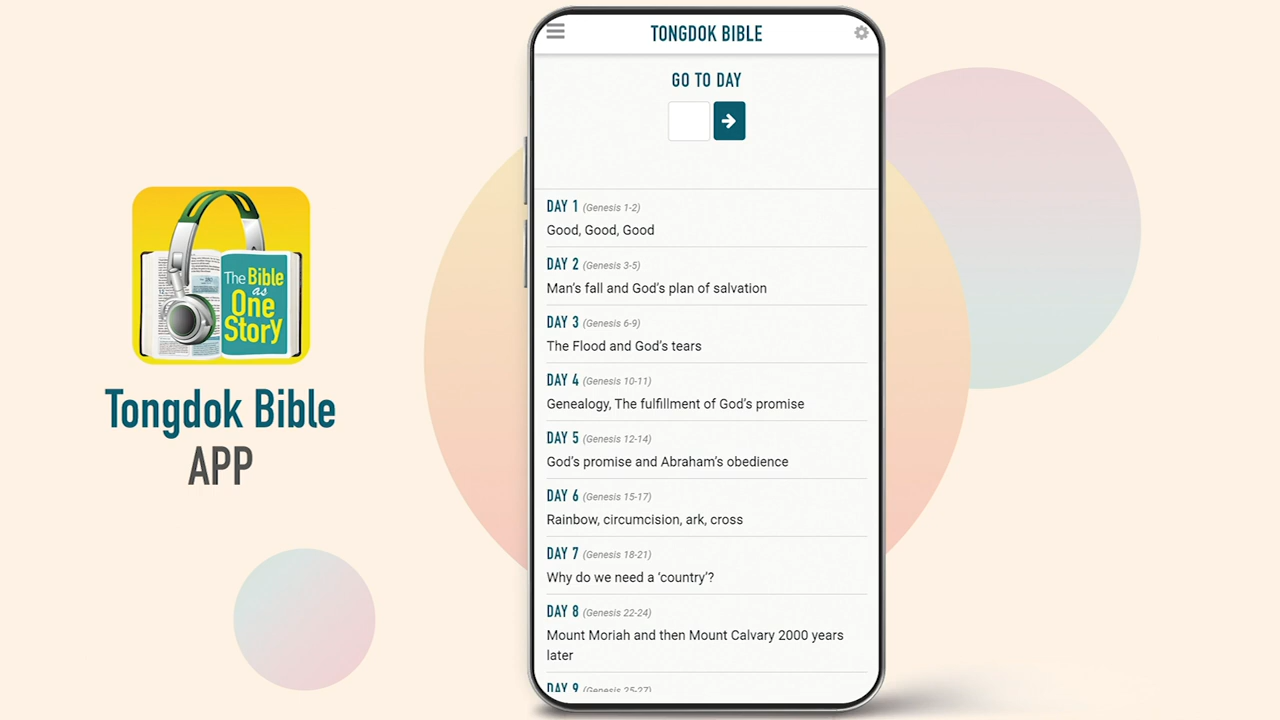 The Bible
as
One
Story
Tongdok Bible
APP
TONGDOK BIBLE
GO TO DAY
DAY 1 (Genesis 1-2)
Good, Good, Good
DAY 2 (Genesis 3-5)
Man's fall and God's plan of salvation
DAY 3 (Genesis 6-9)
The Flood and God's tears
DAY 4 (Genesis 10-11)
Genealogy, The fulfillment of God's promise
DAY 5 (Genesis 12-14)
God's promise and Abraham's obedience
DAY 6 (Genesis 15-17)
Rainbow, circumcision, ark, cross
DAY 7 (Genesis 18-21)
Why do we need a ‘country’?
DAY 8 (Genesis 22-24)
Mount Moriah and then Mount Calvary 2000 years
later
DAY 9 (Genesis 25-27)